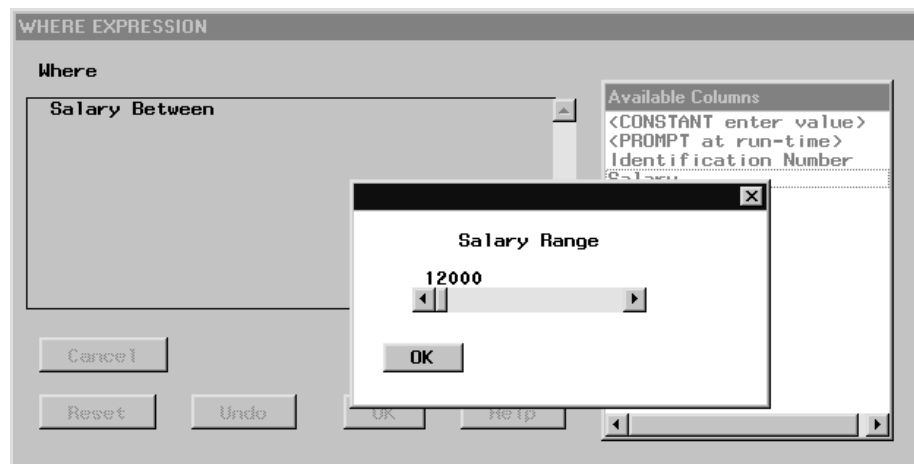 WHERE EXPRESSION
Where
Salary Between
Available Columns
<CONSTANT enter value>
<PROMPT at run-time>
Identification Number
Salary
Salary Range
12000
OK
Cancel
Reset
Undo
OK
Help